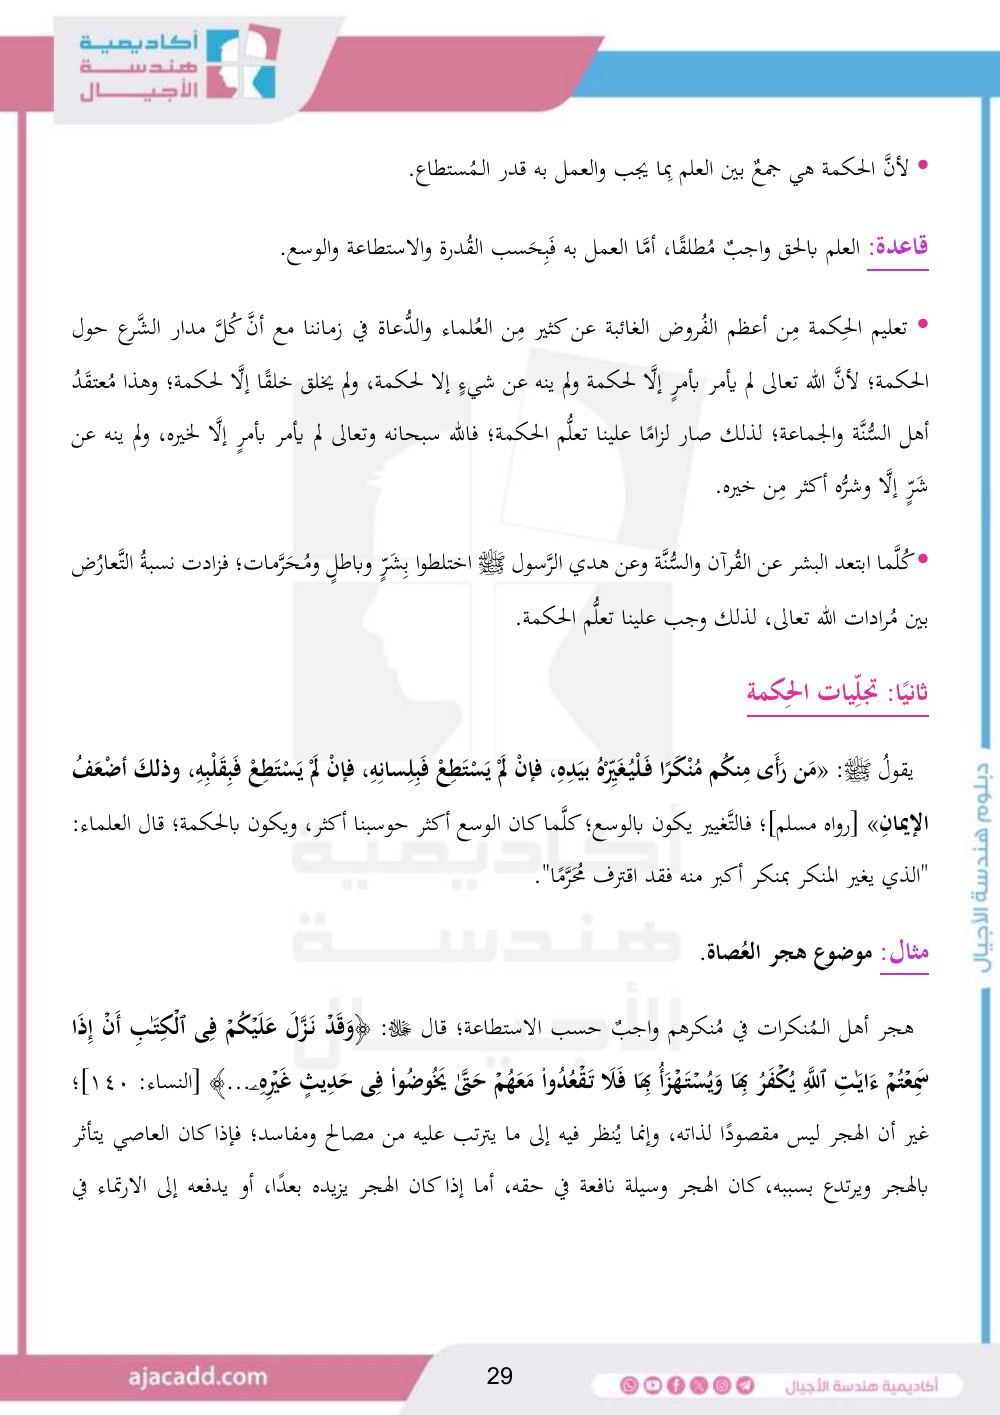 أكاديمية
هندسة
الأجيال
• لأنَّ الحكمة هي جمعٌ بين العلم بِما يجب والعمل به قدر المُستطاع.
قاعدة: العلم بالحق واجبٌ مُطلقًا، أمَّا العمل به فَبِحَسب القُدرة والاستطاعة والوسع.
• تعليم الحِكمة مِن أعظم الفُروض الغائبة عن كثير مِن العُلماء والدُّعاة في زماننا مع أنَّ كُلَّ مدار الشَّرع حول
الحكمة؛ لأنَّ الله تعالى لم يأمر بأمرٍ إلَّا لحكمة ولم ينه عن شيءٍ إلا لحكمة، ولم يخلق خلقًا إلَّا لحكمة؛ وهذا مُعتقَدُ
أهل السُّنَّة والجماعة؛ لذلك صار لزامًا علينا تعلُّم الحكمة؛ فالله سبحانه وتعالى لم يأمر بأمرٍ إلَّا لخيره، ولم ينه عن
شَرٍّ إلَّا وشرُّه أكثر مِن خيره.
• كُلَّما ابتعد البشر عن القُرآن والسُّنَّة وعن هدي الرَّسول ﷺ اختلطوا بِشَرٍّ وباطلٍ ومُحَرَّمات؛ فزادت نسبةُ التَّعارُض
بين مُرادات الله تعالى، لذلك وجب علينا تعلُّم الحكمة.
ثانيًا: تجلِّيات الحِكمة
يقولُ ﷺ: «مَن رَأَى مِنكُم مُنْكَرًا فَلْيُغَيِّرْهُ بيَدِهِ، فإنْ لَمْ يَسْتَطِعْ فَبِلِسانِهِ، فإنْ لَمْ يَسْتَطِعْ فَبِقَلْبِهِ، وذلكَ أضْعَفُ
الإيمانِ» [رواه مسلم]؛ فالتَّغيير يكون بالوسع؛ كلَّما كان الوسع أكثر حوسبنا أكثر، ويكون بالحكمة؛ قال العلماء:
"الذي يغير المنكر بمنكر أكبر منه فقد اقترف مُحَرَّمًا".
مثال: موضوع هجر العُصاة.
هجر أهل المُنكرات في مُنكرهم واجبٌ حسب الاستطاعة؛ قال ﷻ: ﴿وَقَدْ نَزَّلَ عَلَيْكُمْ فِى ٱلْكِتَٰبِ أَنْ إِذَا
سَمِعْتُمْ ءَايَٰتِ ٱللَّهِ يُكْفَرُ بِهَا وَيُسْتَهْزَأُ بِهَا فَلَا تَقْعُدُوا۟ مَعَهُمْ حَتَّىٰ يَخُوضُوا۟ فِى حَدِيثٍ غَيْرِهِۦ...﴾ [النساء: ١٤٠]؛
غير أن الهجر ليس مقصودًا لذاته، وإنما يُنظر فيه إلى ما يترتب عليه من مصالح ومفاسد؛ فإذا كان العاصي يتأثر
بالهجر ويرتدع بسببه، كان الهجر وسيلة نافعة في حقه، أما إذا كان الهجر يزيده بعدًا، أو يدفعه إلى الارتماء في
دبلوم هندسة الأجيال
ajacadd.com
29
أكاديمية هندسة الأجيال